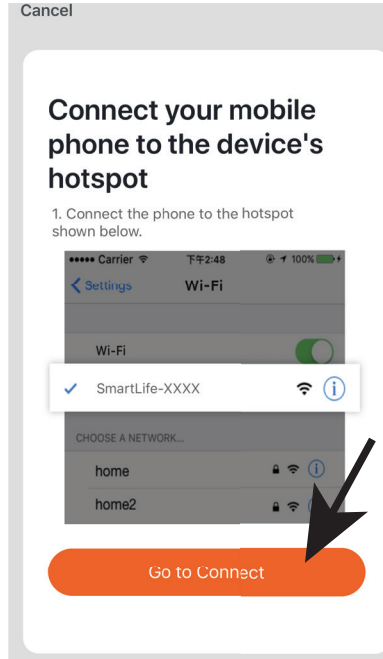 Cancel
Connect your mobile
phone to the device's
hotspot
1. Connect the phone to the hotspot
shown below.
Carrier 下午2:48 100%
Settings Wi-Fi
Wi-Fi
SmartLife-XXXX
CHOOSE A NETWORK...
home
home2
Go to Connect